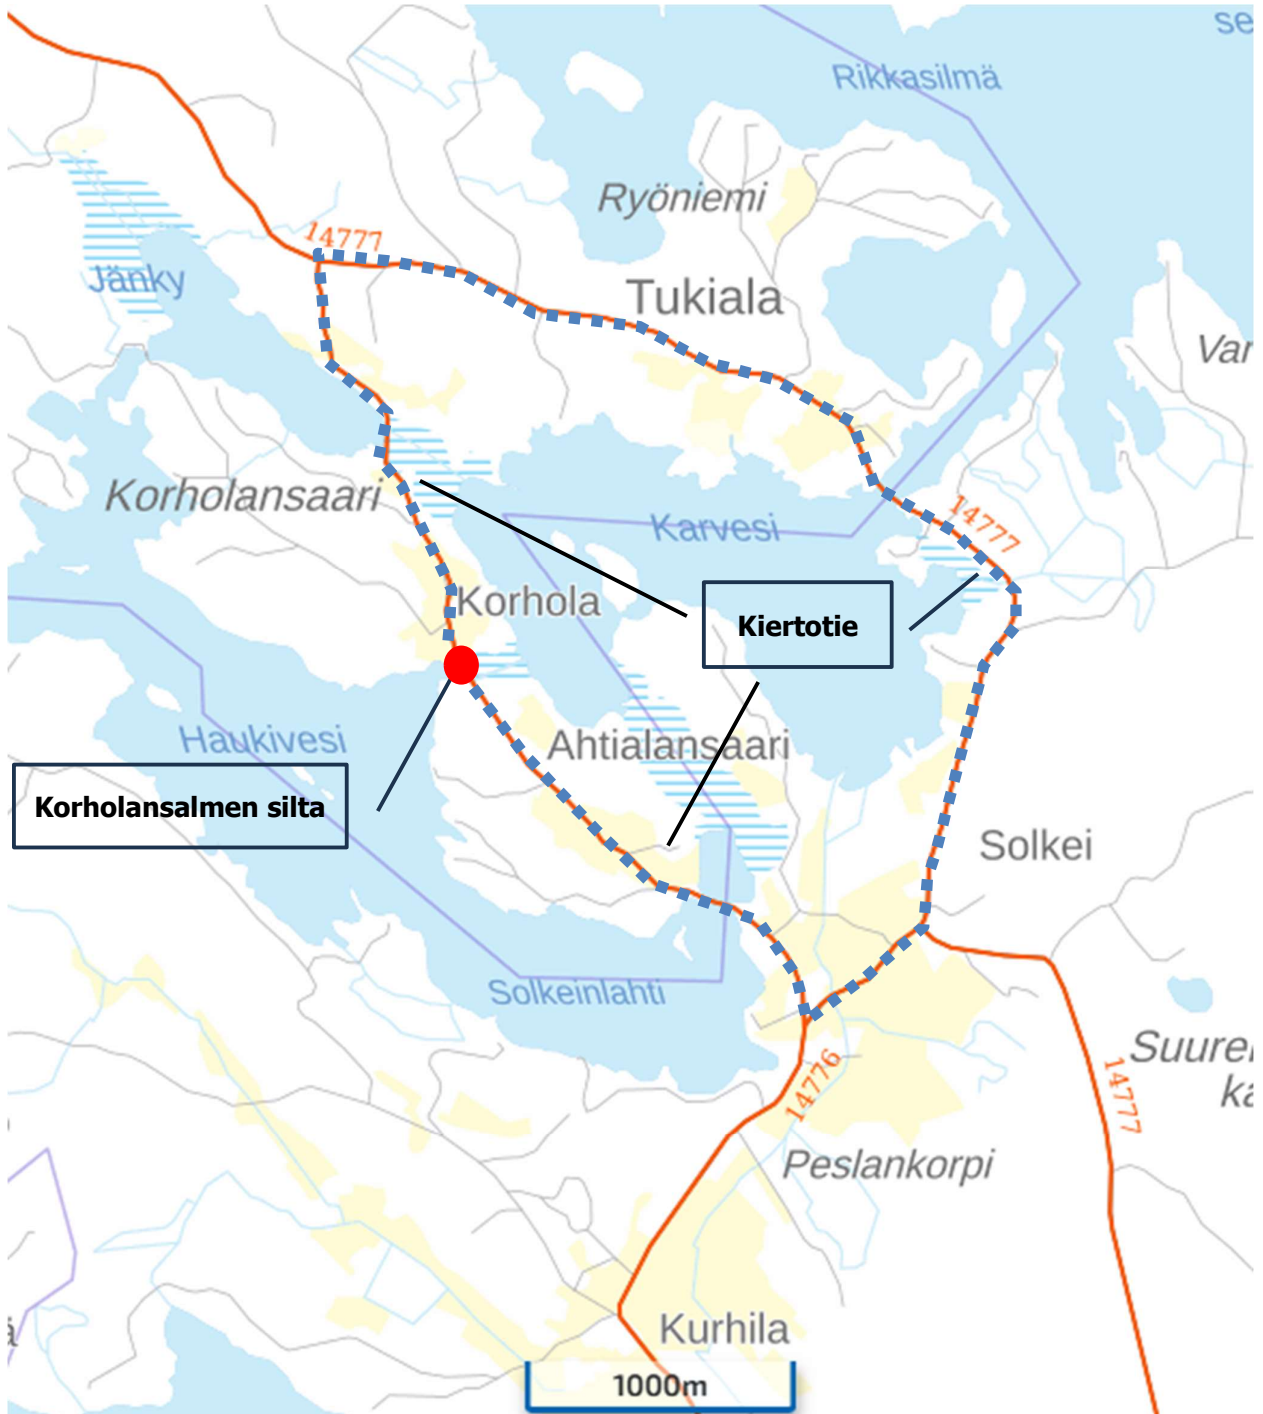 se
Rikkasilmä
Ryöniemi
14777
Jänky
Tukiala
Var
Korholansaari
14777
Karvesi
Korhola
Kiertotie
Haukivesi
Ahtialansaari
Korholansalmen silta
Solkei
Solkeinlahti
Suurei
ka
14776
14777
Peslankorpi
ä
Kurhila
1000m